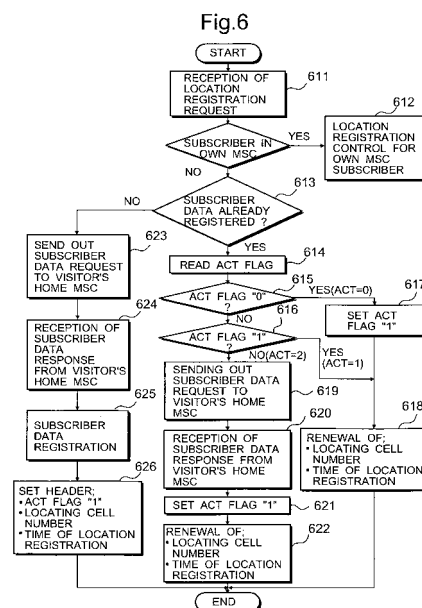 Fig.6
START
RECEPTION OF
LOCATION
REGISTRATION
REQUEST
611
SUBSCRIBER IN
OWN MSC
YES
NO
612
LOCATION
REGISTRATION
CONTROL FOR
OWN MSC
SUBSCRIBER
613
SUBSCRIBER
DATA ALREADY
REGISTERED ?
NO
YES
623
SEND OUT
SUBSCRIBER
DATA REQUEST
TO VISITOR'S
HOME MSC
624
RECEPTION OF
SUBSCRIBER
DATA
RESPONSE
FROM VISITOR'S
HOME MSC
625
SUBSCRIBER
DATA
REGISTRATION
626
SET HEADER;
• ACT FLAG "1"
• LOCATING CELL
NUMBER
• TIME OF LOCATION
REGISTRATION
614
READ ACT FLAG
615
ACT FLAG "0"
?
YES(ACT=0)
NO
616
ACT FLAG "1"
?
NO(ACT=2)
YES
(ACT=1)
617
SET ACT
FLAG "1"
SENDING OUT
SUBSCRIBER DATA
REQUEST TO
VISITOR'S HOME
MSC
619
620
RECEPTION OF
SUBSCRIBER DATA
RESPONSE FROM
VISITOR'S HOME
MSC
SET ACT FLAG "1"
621
RENEWAL OF;
• LOCATING CELL
NUMBER
• TIME OF LOCATION
REGISTRATION
622
618
RENEWAL OF;
• LOCATING CELL
NUMBER
• TIME OF LOCATION
REGISTRATION
END